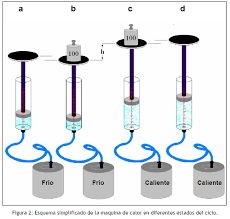 a b c d
100 100
h
Frío Frío Caliente Caliente
Figura 2: Esquema simplificado de la maquina de calor en diferentes estados del ciclo.